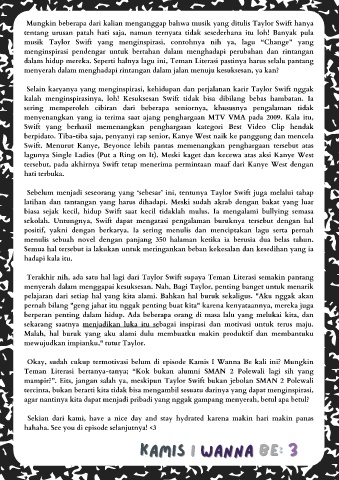 Mungkin beberapa dari kalian menganggap bahwa musik yang ditulis Taylor Swift hanya
tentang urusan patah hati saja, namun ternyata tidak sesederhana itu loh! Banyak pula
musik Taylor Swift yang menginspirasi, contohnya nih ya, lagu "Change" yang
menginspirasi pendengar untuk bertahan dalam menghadapi perubahan dan rintangan
dalam hidup mereka. Seperti halnya lagu ini, Teman Literasi pastinya harus selalu pantang
menyerah dalam menghadapi rintangan dalam jalan menuju kesuksesan, ya kan?
Selain karyanya yang menginspirasi, kehidupan dan perjalanan karir Taylor Swift nggak
kalah menginspirasinya, loh! Kesuksesan Swift tidak bisa dibilang bebas hambatan. Ia
sering memperoleh cibiran dari beberapa seniornya, khususnya pengalaman tidak
menyenangkan yang ia terima saat ajang penghargaan MTV VMA pada 2009. Kala itu,
Swift yang berhasil memenangkan penghargaan kategori Best Video Clip hendak
berpidato. Tiba-tiba saja, penyanyi rap senior, Kanye West naik ke panggung dan mencela
Swift. Menurut Kanye, Beyonce lebih pantas memenangkan penghargaan tersebut atas
lagunya Single Ladies (Put a Ring on It). Meski kaget dan kecewa atas aksi Kanye West
tersebut, pada akhirnya Swift tetap menerima permintaan maaf dari Kanye West dengan
hati terbuka.
Sebelum menjadi seseorang yang 'sebesar' ini, tentunya Taylor Swift juga melalui tahap
latihan dan tantangan yang harus dihadapi. Meski sudah akrab dengan bakat yang luar
biasa sejak kecil, hidup Swift saat kecil tidaklah mulus. Ia mengalami bullying semasa
sekolah. Untungnya, Swift dapat mengatasi pengalaman buruknya tersebut dengan hal
positif, yakni dengan berkarya. Ia sering menulis dan menciptakan lagu serta pernah
menulis sebuah novel dengan panjang 350 halaman ketika ia berusia dua belas tahun.
Semua hal tersebut ia lakukan untuk meringankan beban kekesalan dan kesedihan yang ia
hadapi kala itu.
Terakhir nih, ada satu hal lagi dari Taylor Swift supaya Teman Literasi semakin pantang
menyerah dalam menggapai kesuksesan. Nah, Bagi Taylor, penting banget untuk menarik
pelajaran dari setiap hal yang kita alami. Bahkan hal buruk sekaligus. "Aku nggak akan
pernah bilang "geng jahat itu nggak penting buat kita" karena kenyataannya, mereka juga
berperan penting dalam hidup. Ada beberapa orang di masa lalu yang melukai kita, dan
sekarang saatnya menjadikan luka itu sebagai inspirasi dan motivasi untuk terus maju.
Malah, hal buruk yang aku alami dulu membuatku makin produktif dan membantuku
mewujudkan impianku," tutur Taylor.
Okay, sudah cukup termotivasi belum di episode Kamis I Wanna Be kali ini? Mungkin
Teman Literasi bertanya-tanya; "Kok bukan alumni SMAN 2 Polewali lagi sih yang
mampir?". Eits, jangan salah ya, meskipun Taylor Swift bukan jebolan SMAN 2 Polewali
tercinta, bukan berarti kita tidak bisa mengambil sesuatu darinya yang dapat menginspirasi,
agar nantinya kita dapat menjadi pribadi yang nggak gampang menyerah, betul apa betul?
Sekian dari kami, have a nice day and stay hydrated karena makin hari makin panas
hahaha. See you di episode selanjutnya! <3
KAMIS I WANNA BE: 3